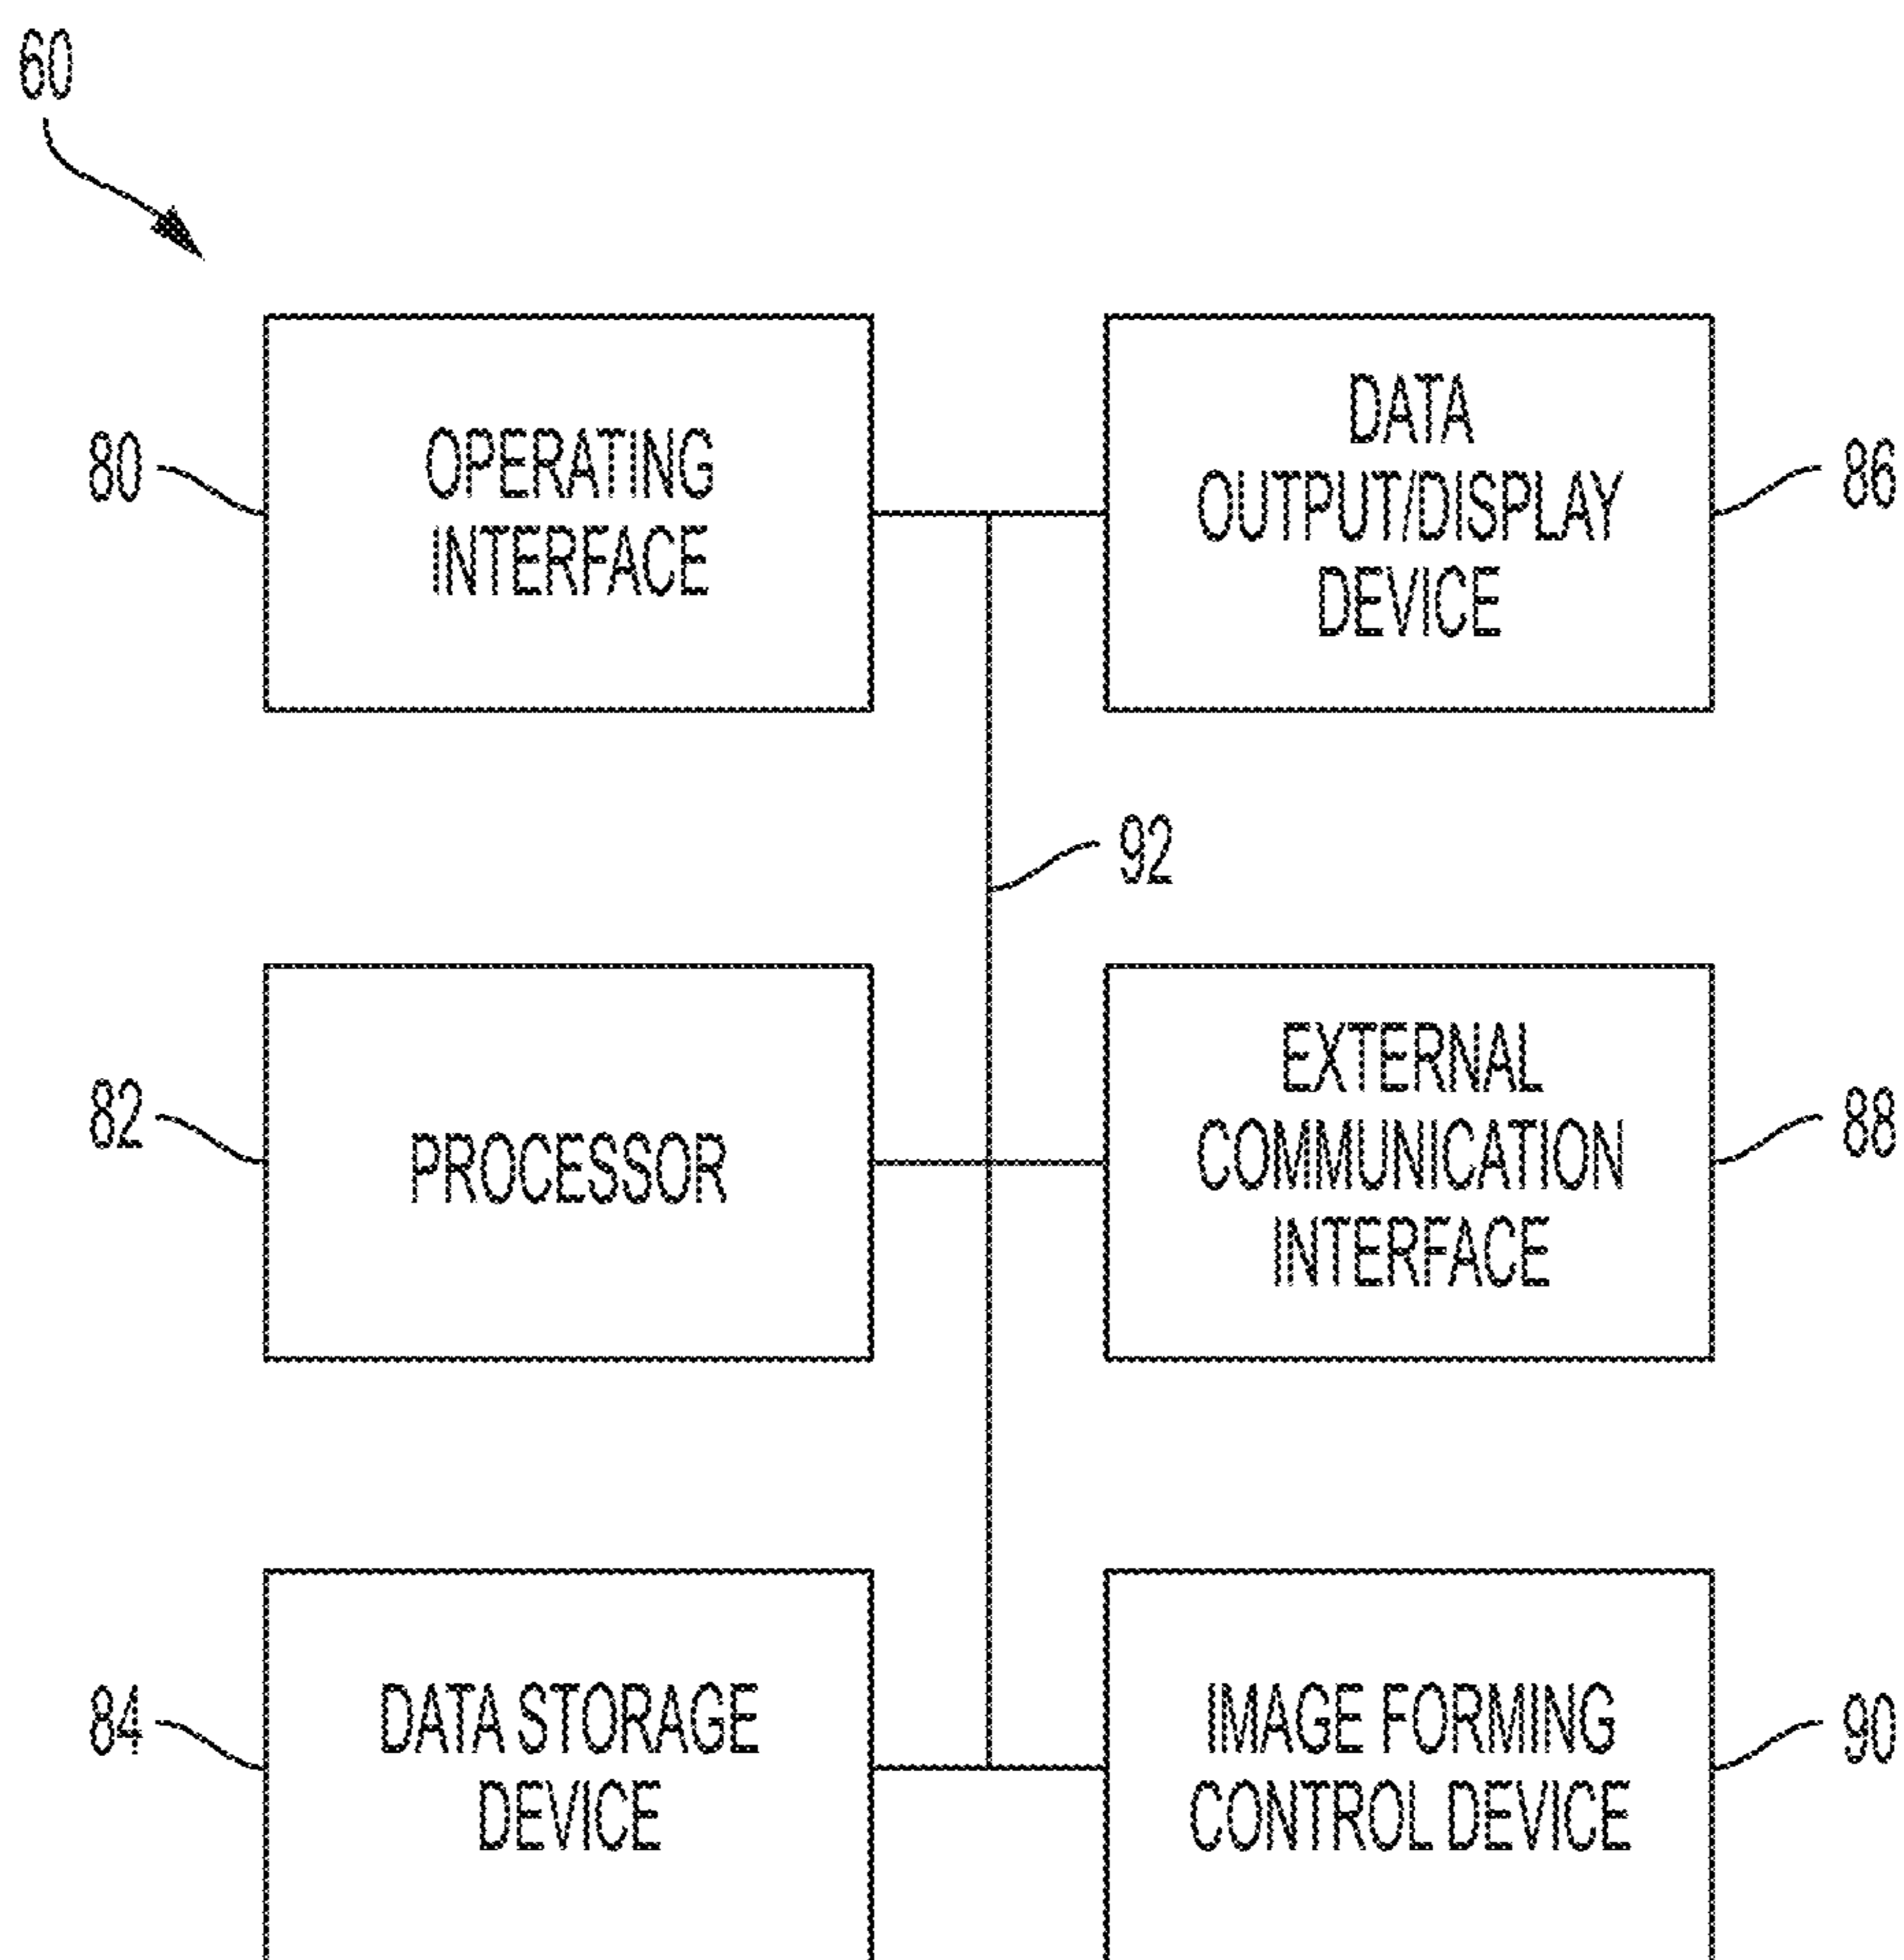 60
80
OPERATING
INTERFACE
DATA
OUTPUT/DISPLAY
DEVICE
86
92
82
PROCESSOR
EXTERNAL
COMMUNICATION
INTERFACE
88
84
DATA STORAGE
DEVICE
IMAGE FORMING
CONTROL DEVICE
90